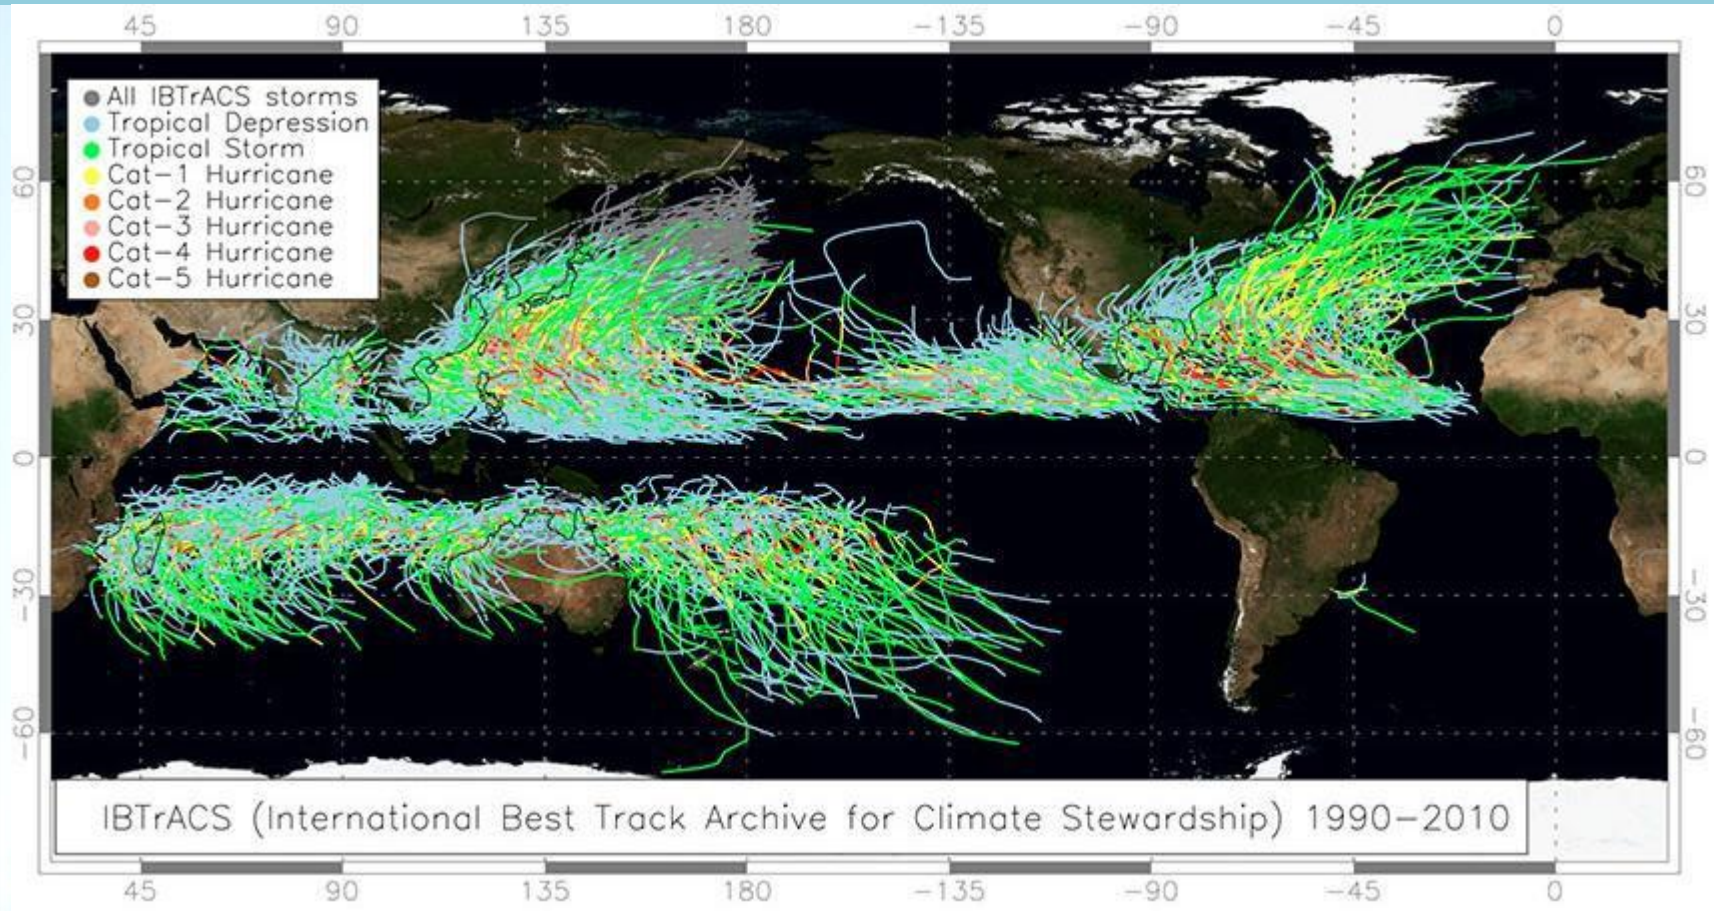 45 90 135 180 -135 -90 -45 0
All IBTrACS storms
Tropical Depression
Tropical Storm
Cat-1 Hurricane
Cat-2 Hurricane
Cat-3 Hurricane
Cat-4 Hurricane
Cat-5 Hurricane
60 60
30 30
0 0
-30 -30
-60 -60
IBTrACS (International Best Track Archive for Climate Stewardship) 1990-2010
45 90 135 180 -135 -90 -45 0